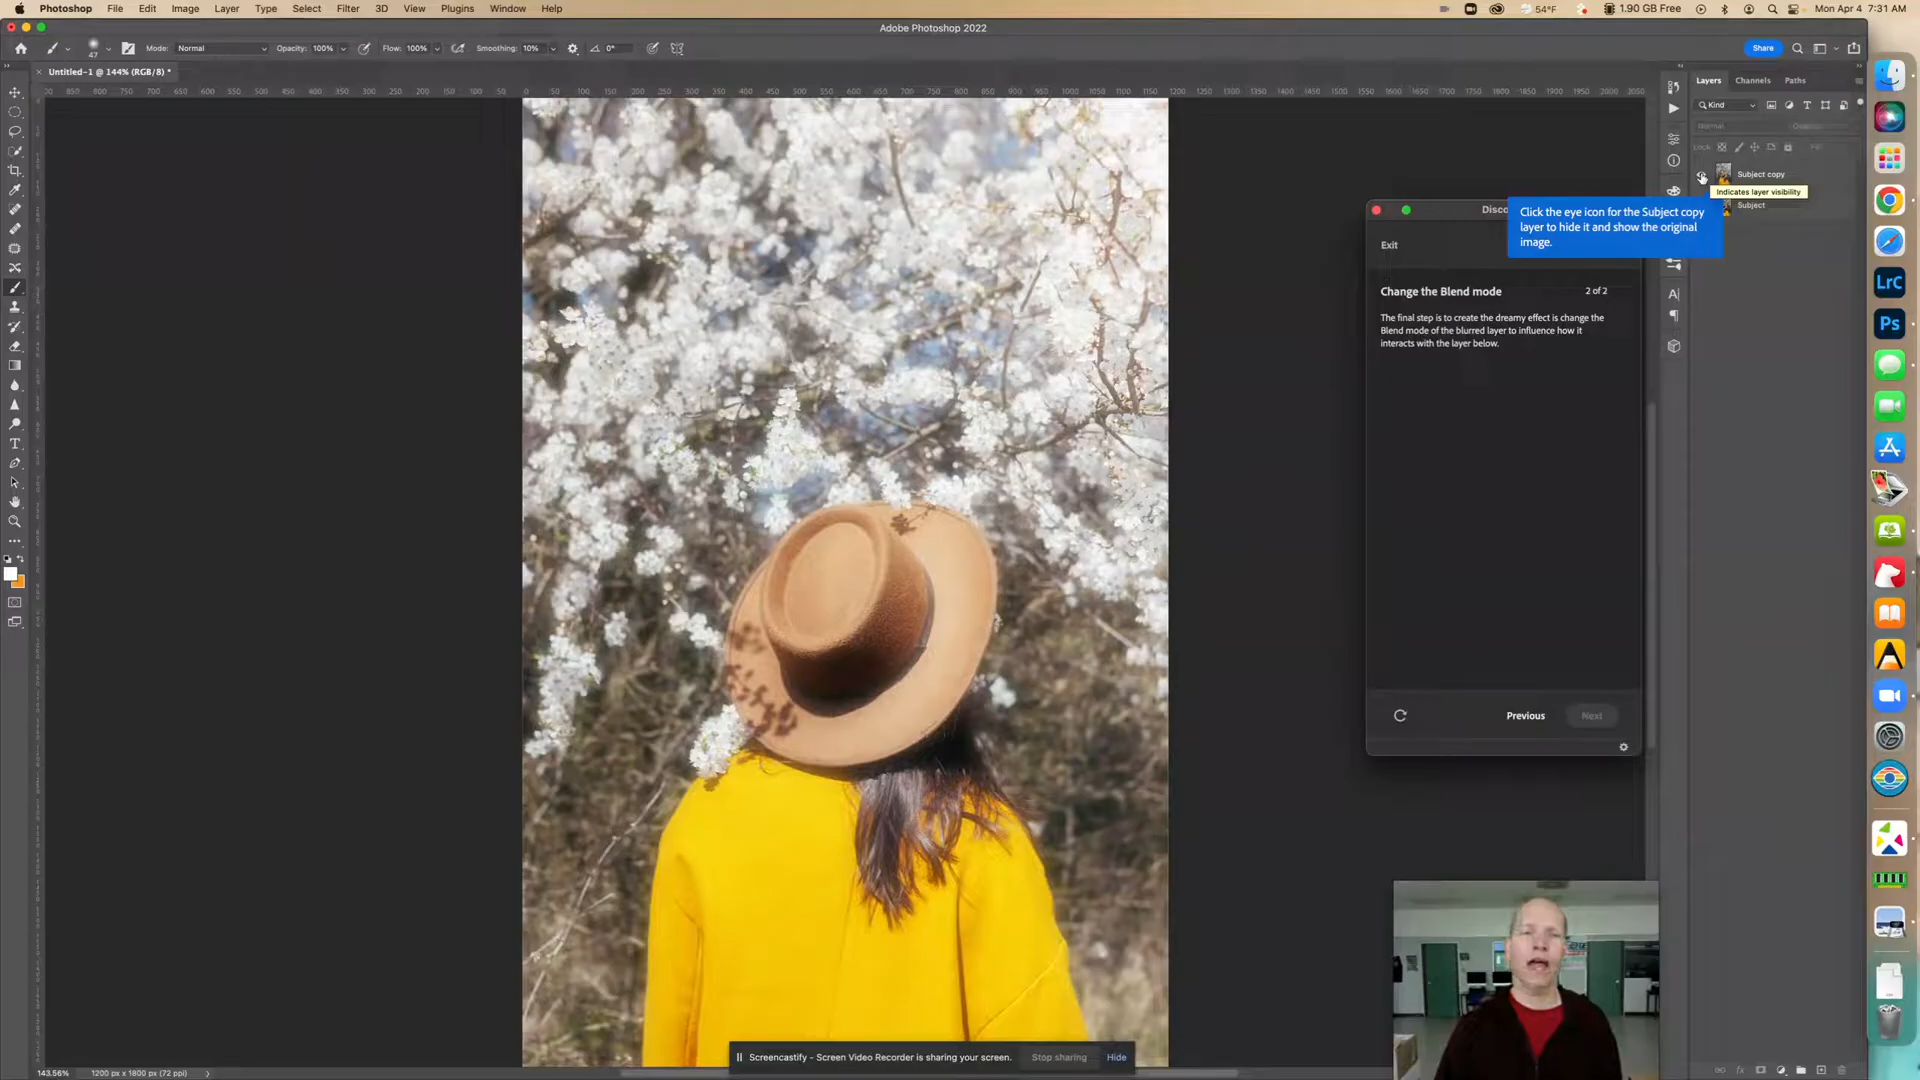 Photoshop File Edit Image Layer Type Select Filter 3D View Plugins Window Help 54°F 1.90 GB Free Mon Apr 4 7:31 AM
Adobe Photoshop 2022
Mode: Normal Opacity: 100% Flow: 100% Smoothing: 10% 0° Share
47
Untitled-1 @ 144% (RGB/8) *
Layers Channels Paths
Kind
Normal
Lock
Subject copy
Indicates layer visibility
Subject
Click the eye icon for the Subject copy
layer to hide it and show the original
image.
Disco
Exit
Change the Blend mode 2 of 2
The final step is to create the dreamy effect is change the
Blend mode of the blurred layer to influence how it
interacts with the layer below.
Previous Next
LrC
Ps
Screencastify - Screen Video Recorder is sharing your screen. Stop sharing Hide
143.56% 1200 px x 1800 px (72 ppi)